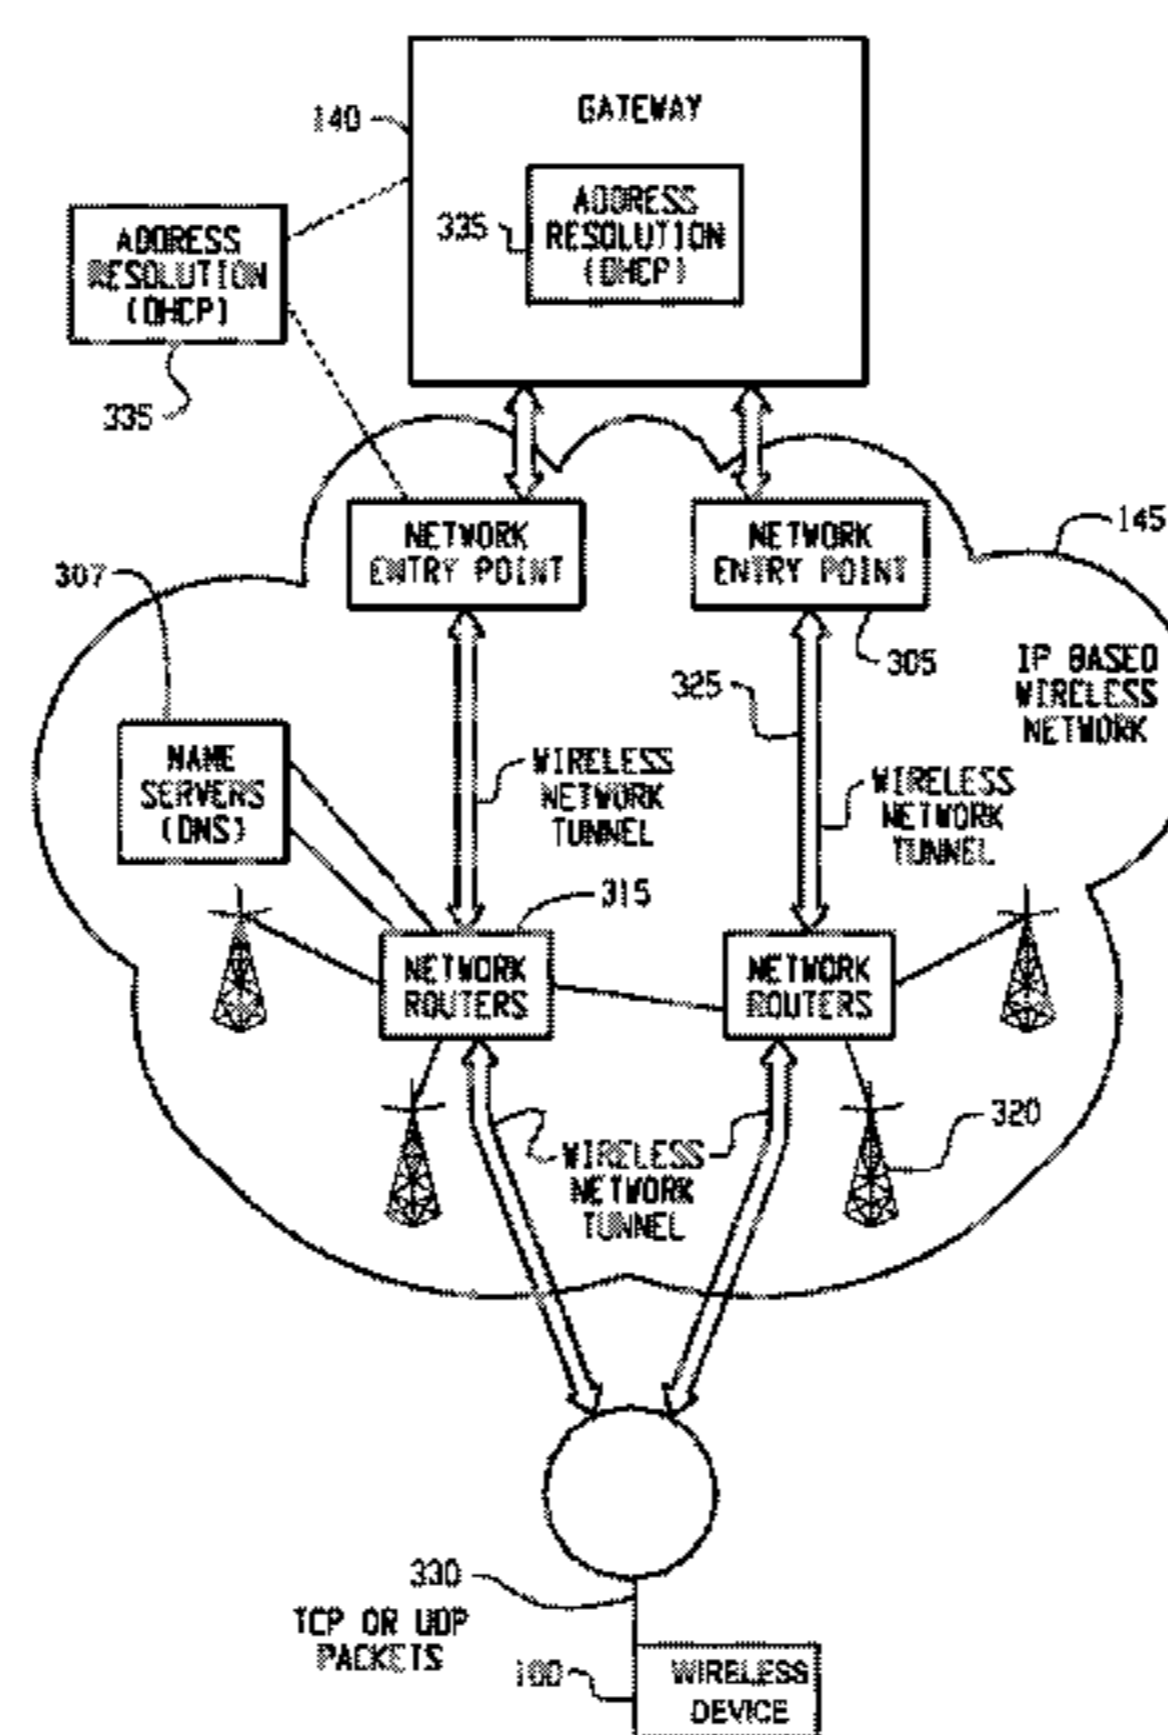 GATEWAY
140
ADDRESS
RESOLUTION
(DHCP)
335
ADDRESS
RESOLUTION
(DHCP)
335
NETWORK
ENTRY POINT
NETWORK
ENTRY POINT
145
307
305
325
IP BASED
WIRELESS
NETWORK
NAME
SERVERS
(DNS)
WIRELESS
NETWORK
TUNNEL
WIRELESS
NETWORK
TUNNEL
315
NETWORK
ROUTERS
NETWORK
ROUTERS
320
WIRELESS
NETWORK
TUNNEL
330
TCP OR UDP
PACKETS
100
WIRELESS
DEVICE